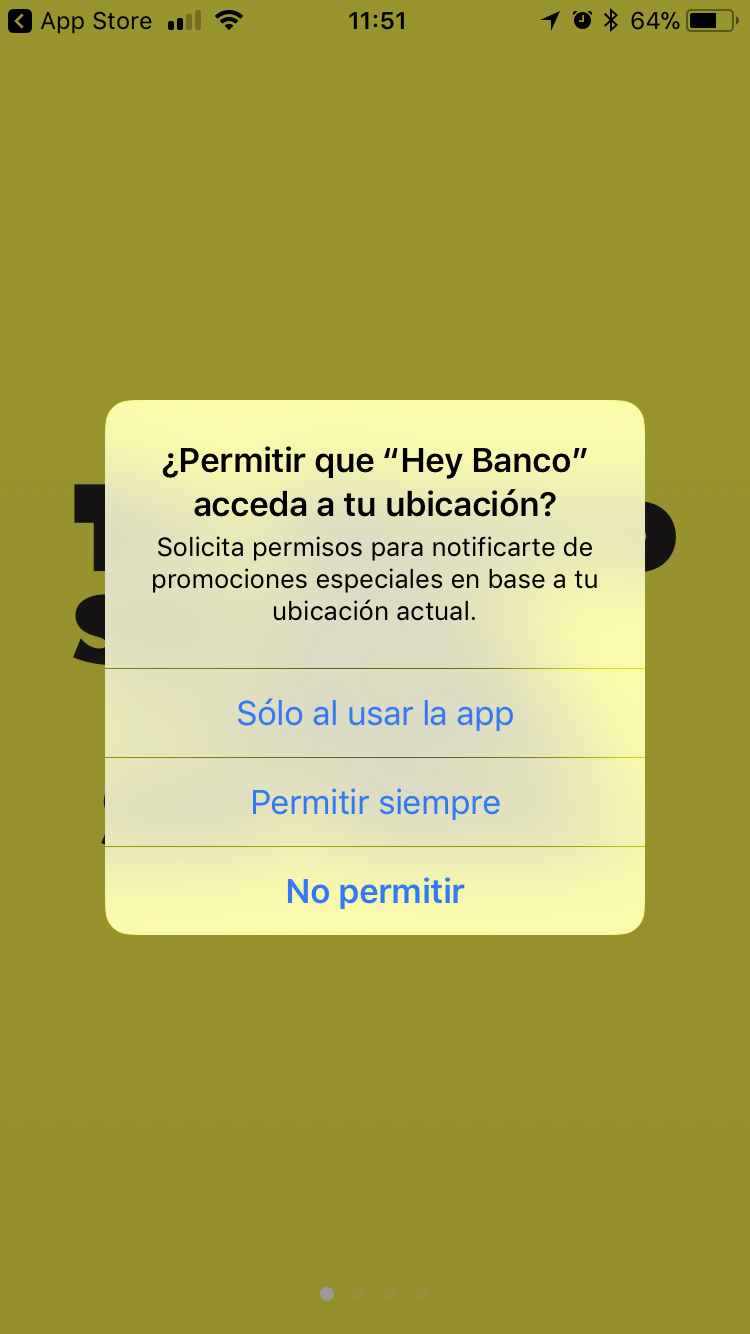 App Store 11:51 64%
¿Permitir que “Hey Banco”
acceda a tu ubicación?
Solicita permisos para notificarte de
promociones especiales en base a tu
ubicación actual.
Sólo al usar la app
Permitir siempre
No permitir